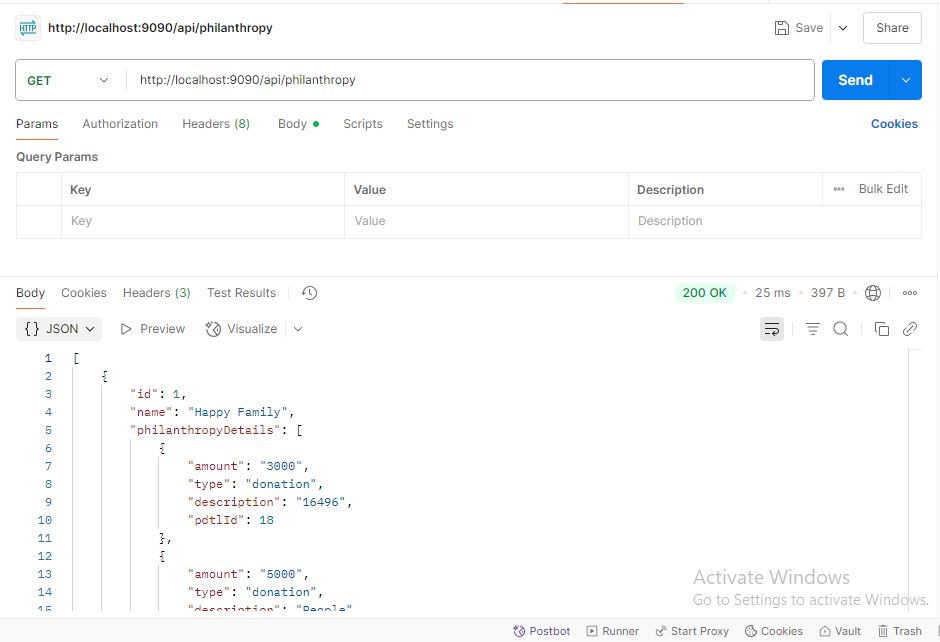 HTTP http://localhost:9090/api/philanthropy Save Share
GET http://localhost:9090/api/philanthropy Send
Params Authorization Headers (8) Body Scripts Settings Cookies
Query Params
Key Value Description Bulk Edit
Key Value Description
Body Cookies Headers (3) Test Results 200 OK 25 ms 397 B
{} JSON Preview Visualize
1 [
2 {
3 "id": 1,
4 "name": "Happy Family",
5 "philanthropyDetails": [
6 {
7 "amount": "3000",
8 "type": "donation",
9 "description": "16496",
10 "pdtlId": 18
11 },
12 {
13 "amount": "5000",
14 "type": "donation",
15 "description": "People"
Activate Windows
Go to Settings to activate Windows.
Postbot Runner Start Proxy Cookies Vault Trash